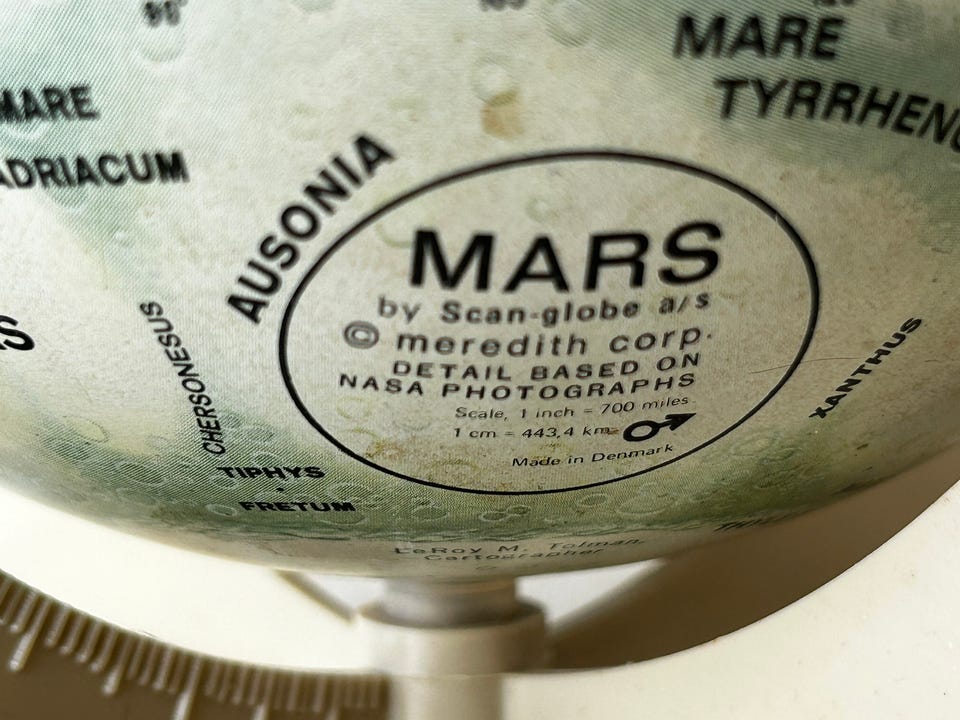 90°
MARE
TYRRHEN
MARE
ADRIACUM
AUSONIA
MARS
by Scan-globe a/s
© meredith corp.
DETAIL BASED ON
NASA PHOTOGRAPHS
Scale, 1 inch = 700 miles
1 cm = 443,4 km
Made in Denmark
S
CHERSONESUS
XANTHUS
TIPHYS
FRETUM
LeRoy M. Tolman,
Cartographer